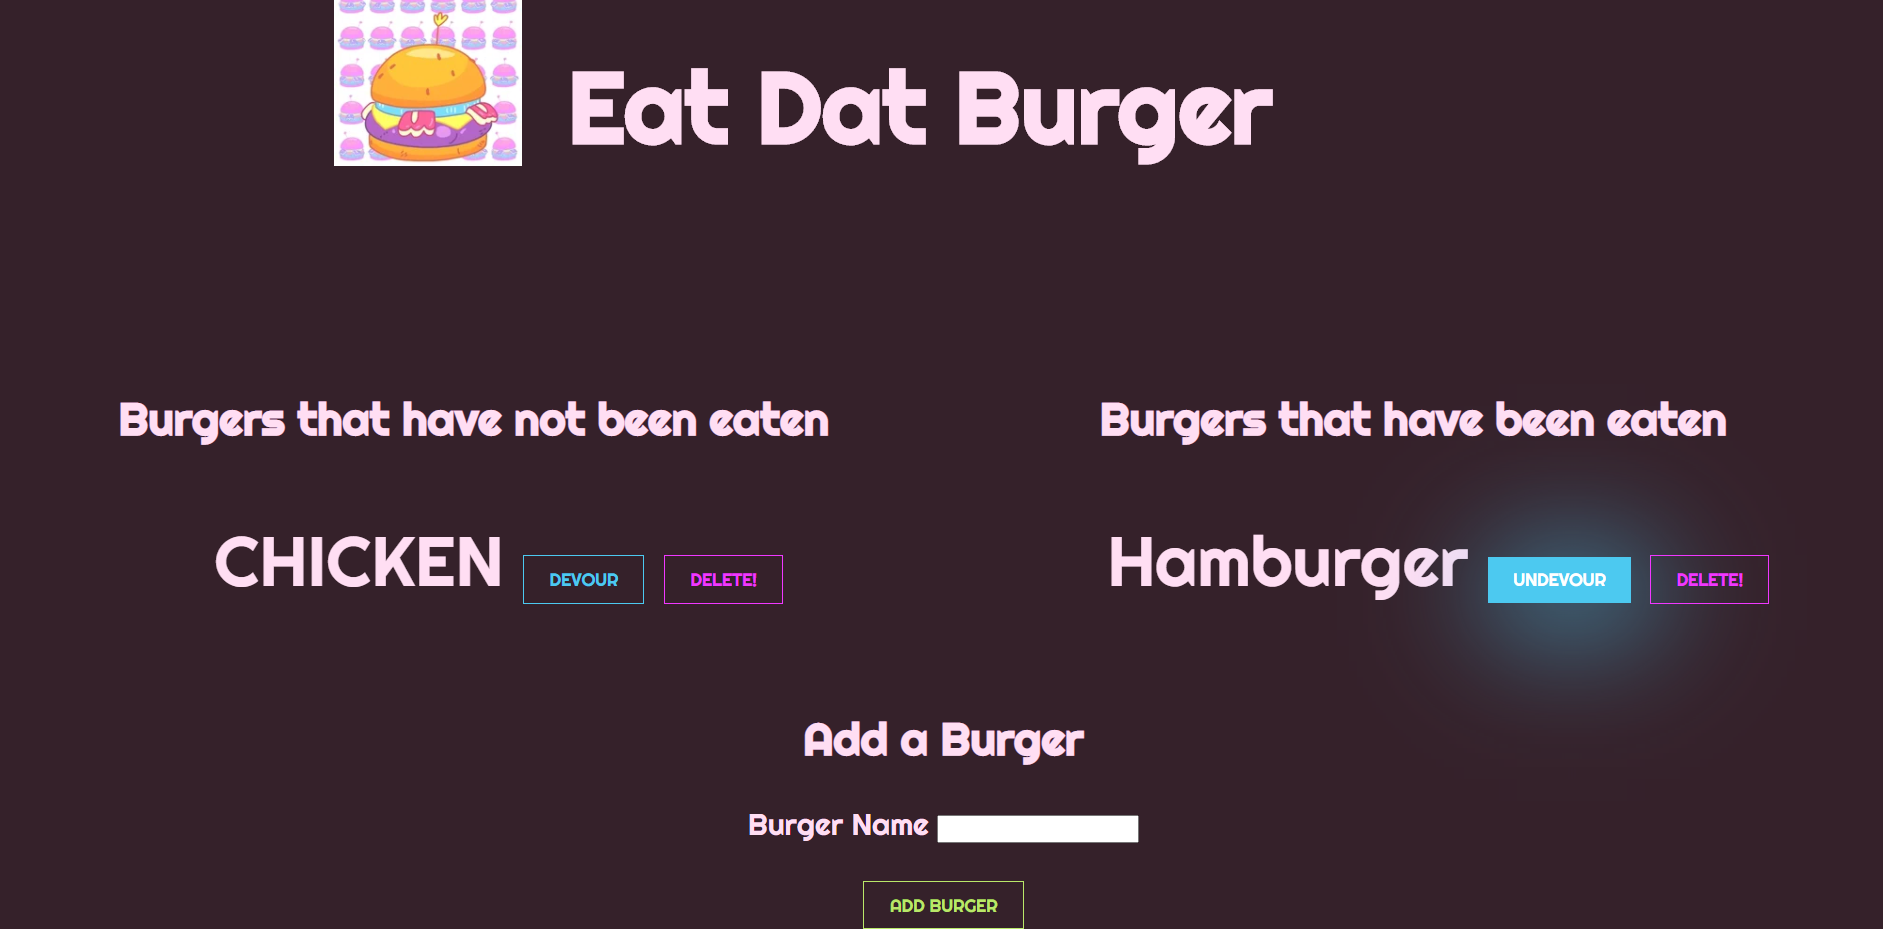 Eat Dat Burger
Burgers that have not been eaten
CHICKEN DEVOUR DELETE!
Burgers that have been eaten
Hamburger UNDEVOUR DELETE!
Add a Burger
Burger Name
ADD BURGER